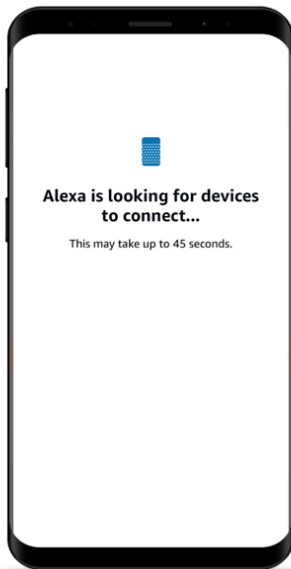 Alexa is looking for devices
to connect...
This may take up to 45 seconds.